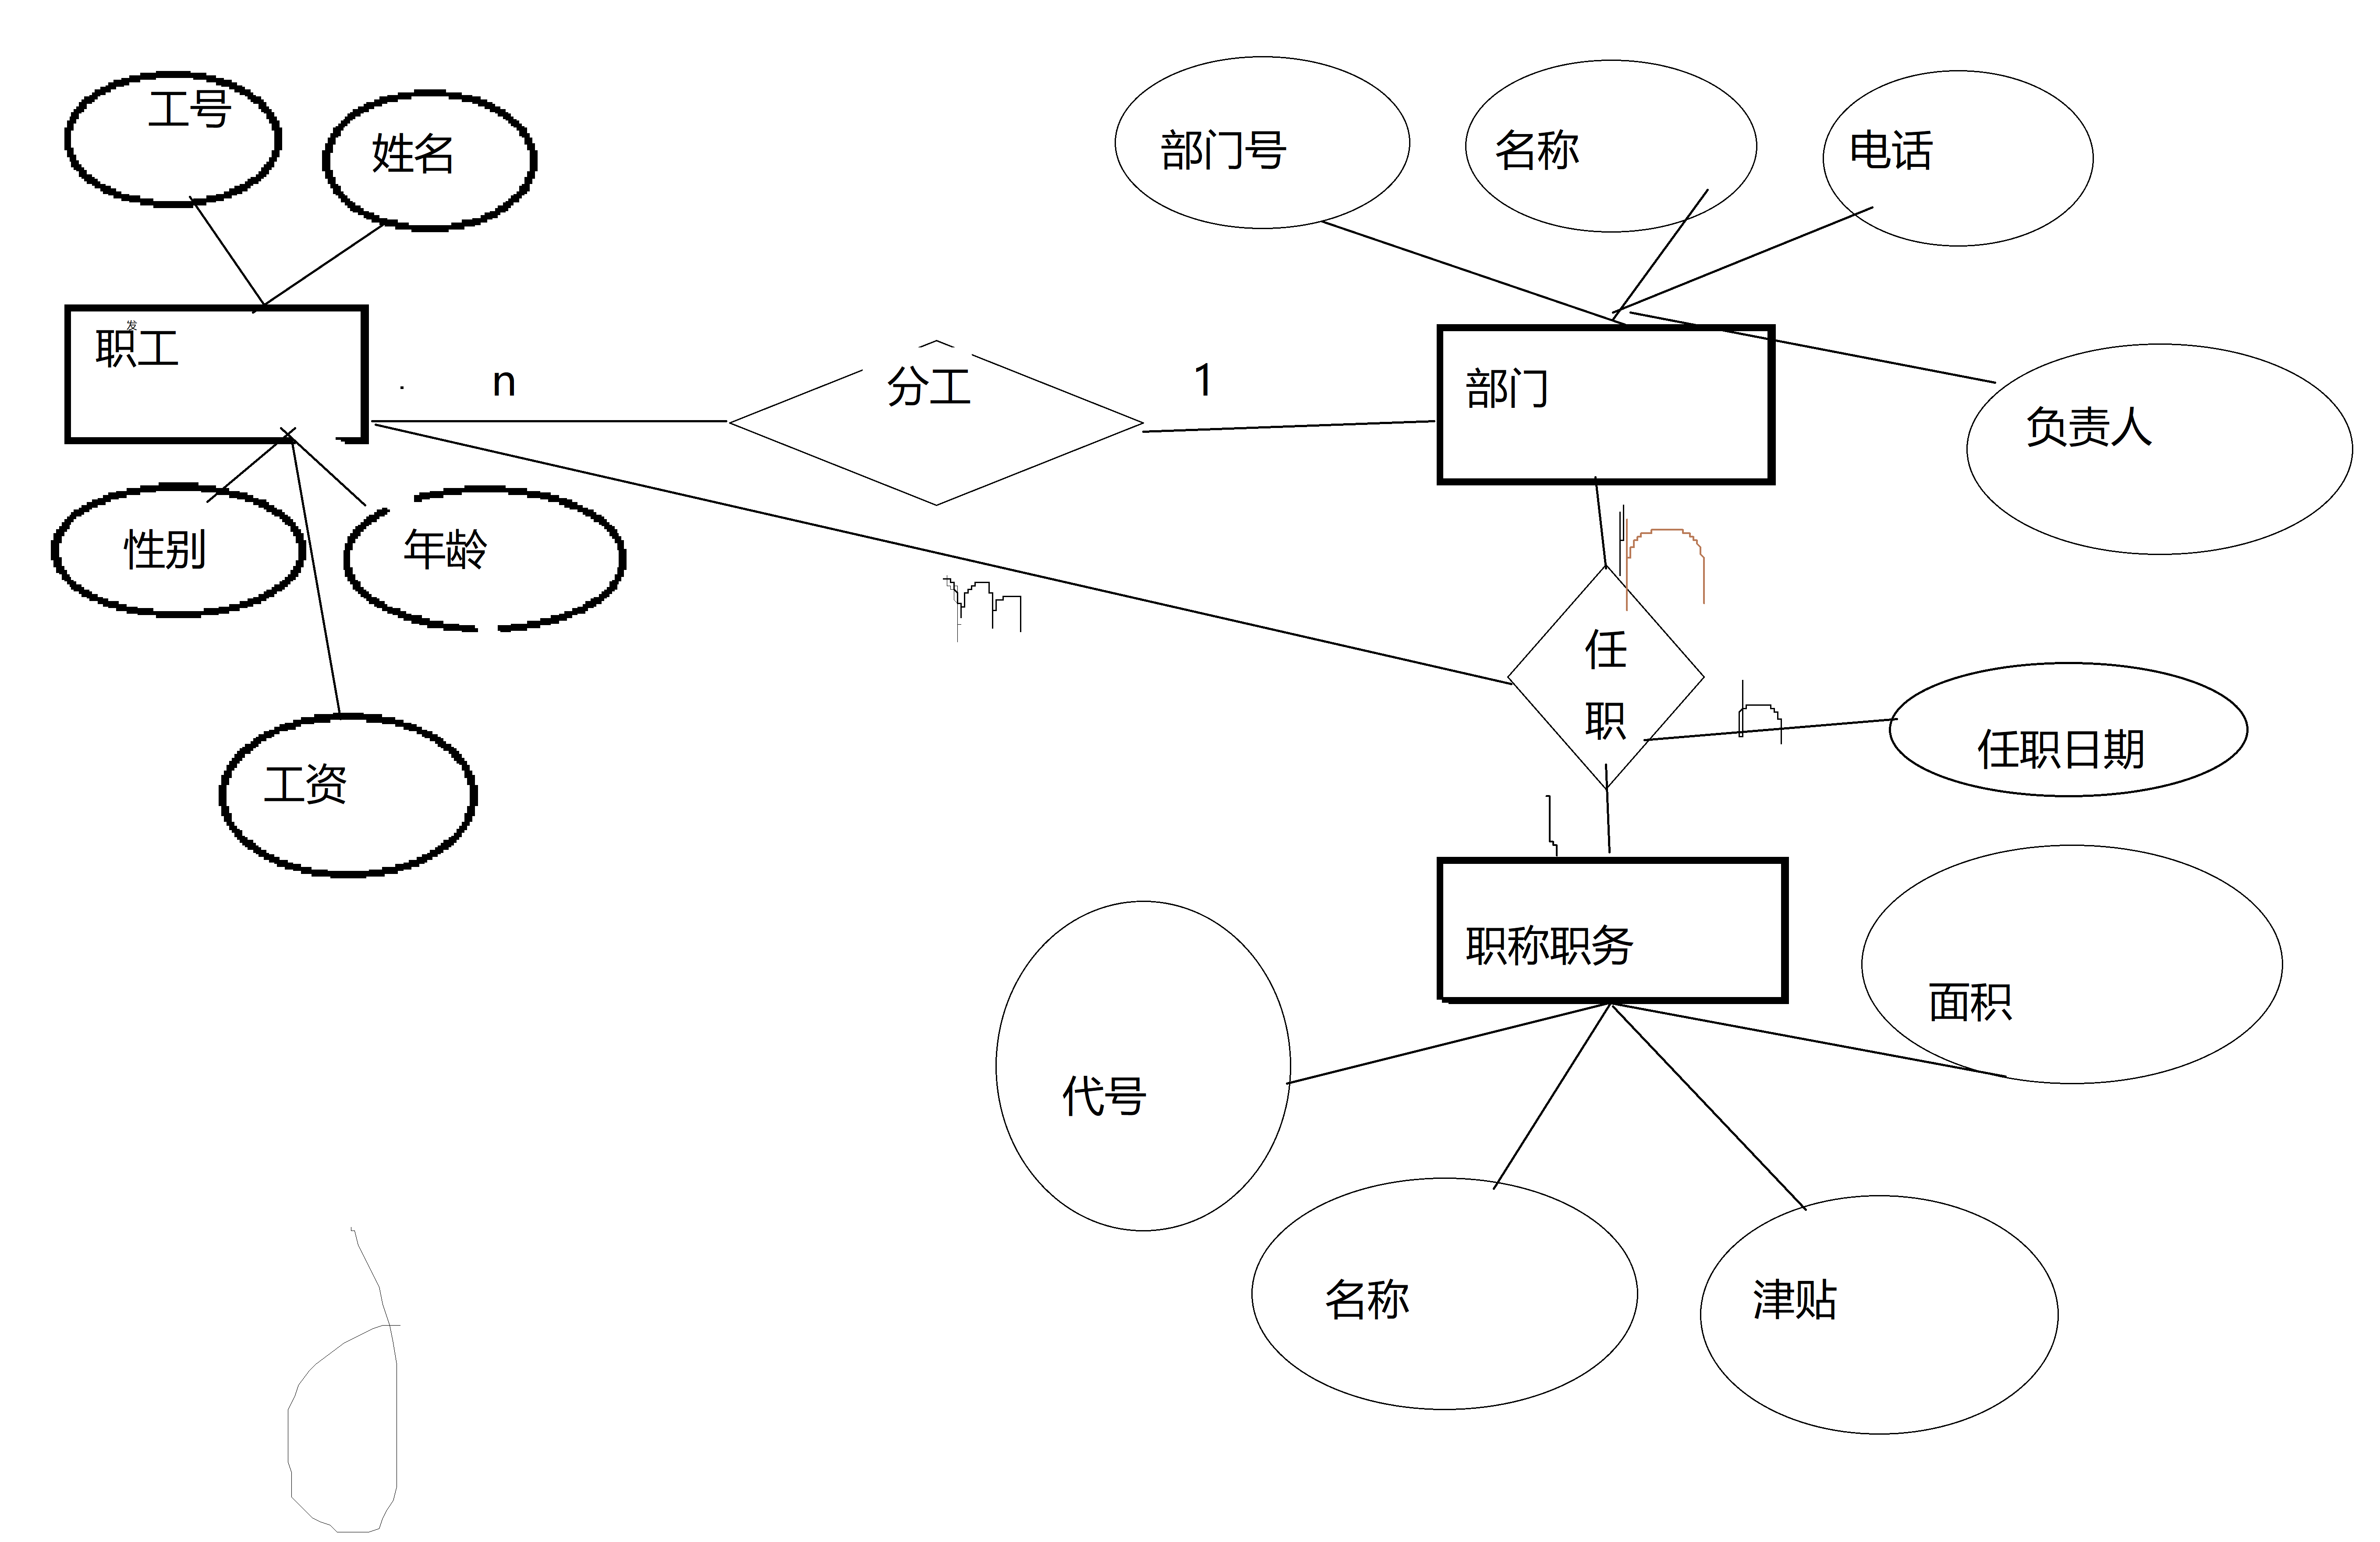 工号
姓名
部门号
名称
电话
发
职工
n
分工
1
部门
负责人
性别
年龄
m
n
任
职
n
任职日期
工资
1
职称职务
面积
代号
名称
津贴